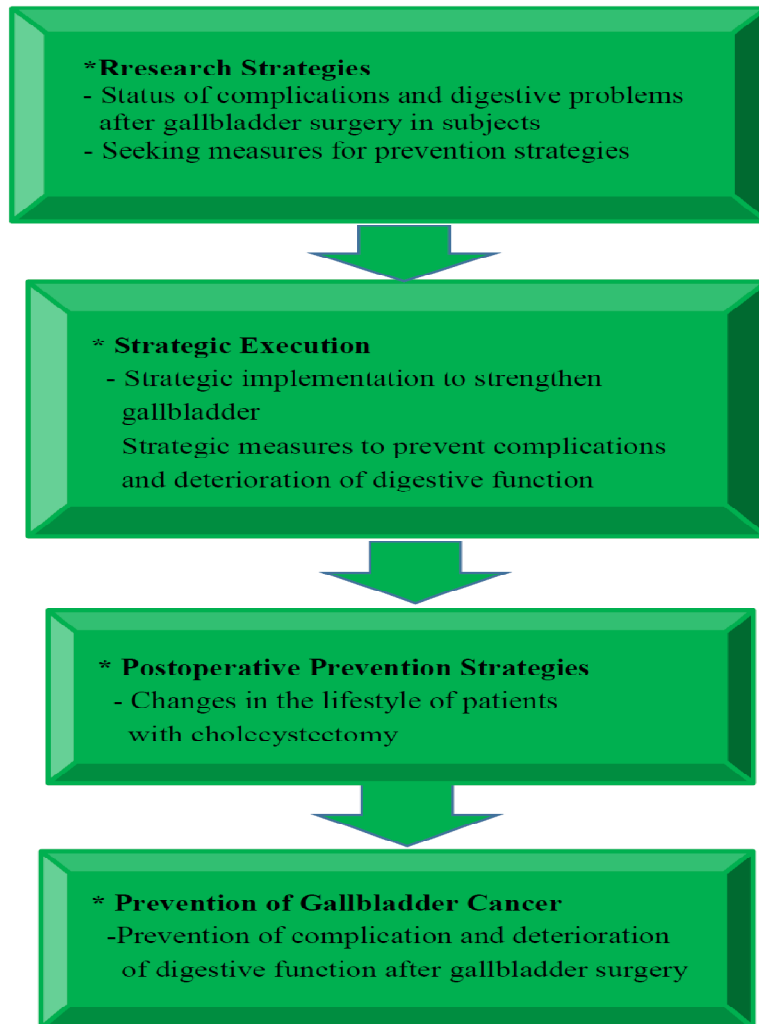 *Rresearch Strategies
- Status of complications and digestive problems
after gallbladder surgery in subjects
- Seeking measures for prevention strategies
* Strategic Execution
- Strategic implementation to strengthen
gallbladder
Strategic measures to prevent complications
and deterioration of digestive function
* Postoperative Prevention Strategies
- Changes in the lifestyle of patients
with cholecystectomy
* Prevention of Gallbladder Cancer
-Prevention of complication and deterioration
of digestive function after gallbladder surgery